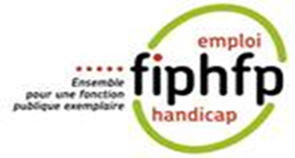 emploi
fiphfp
handicap
Ensemble
pour une fonction
publique exemplaire